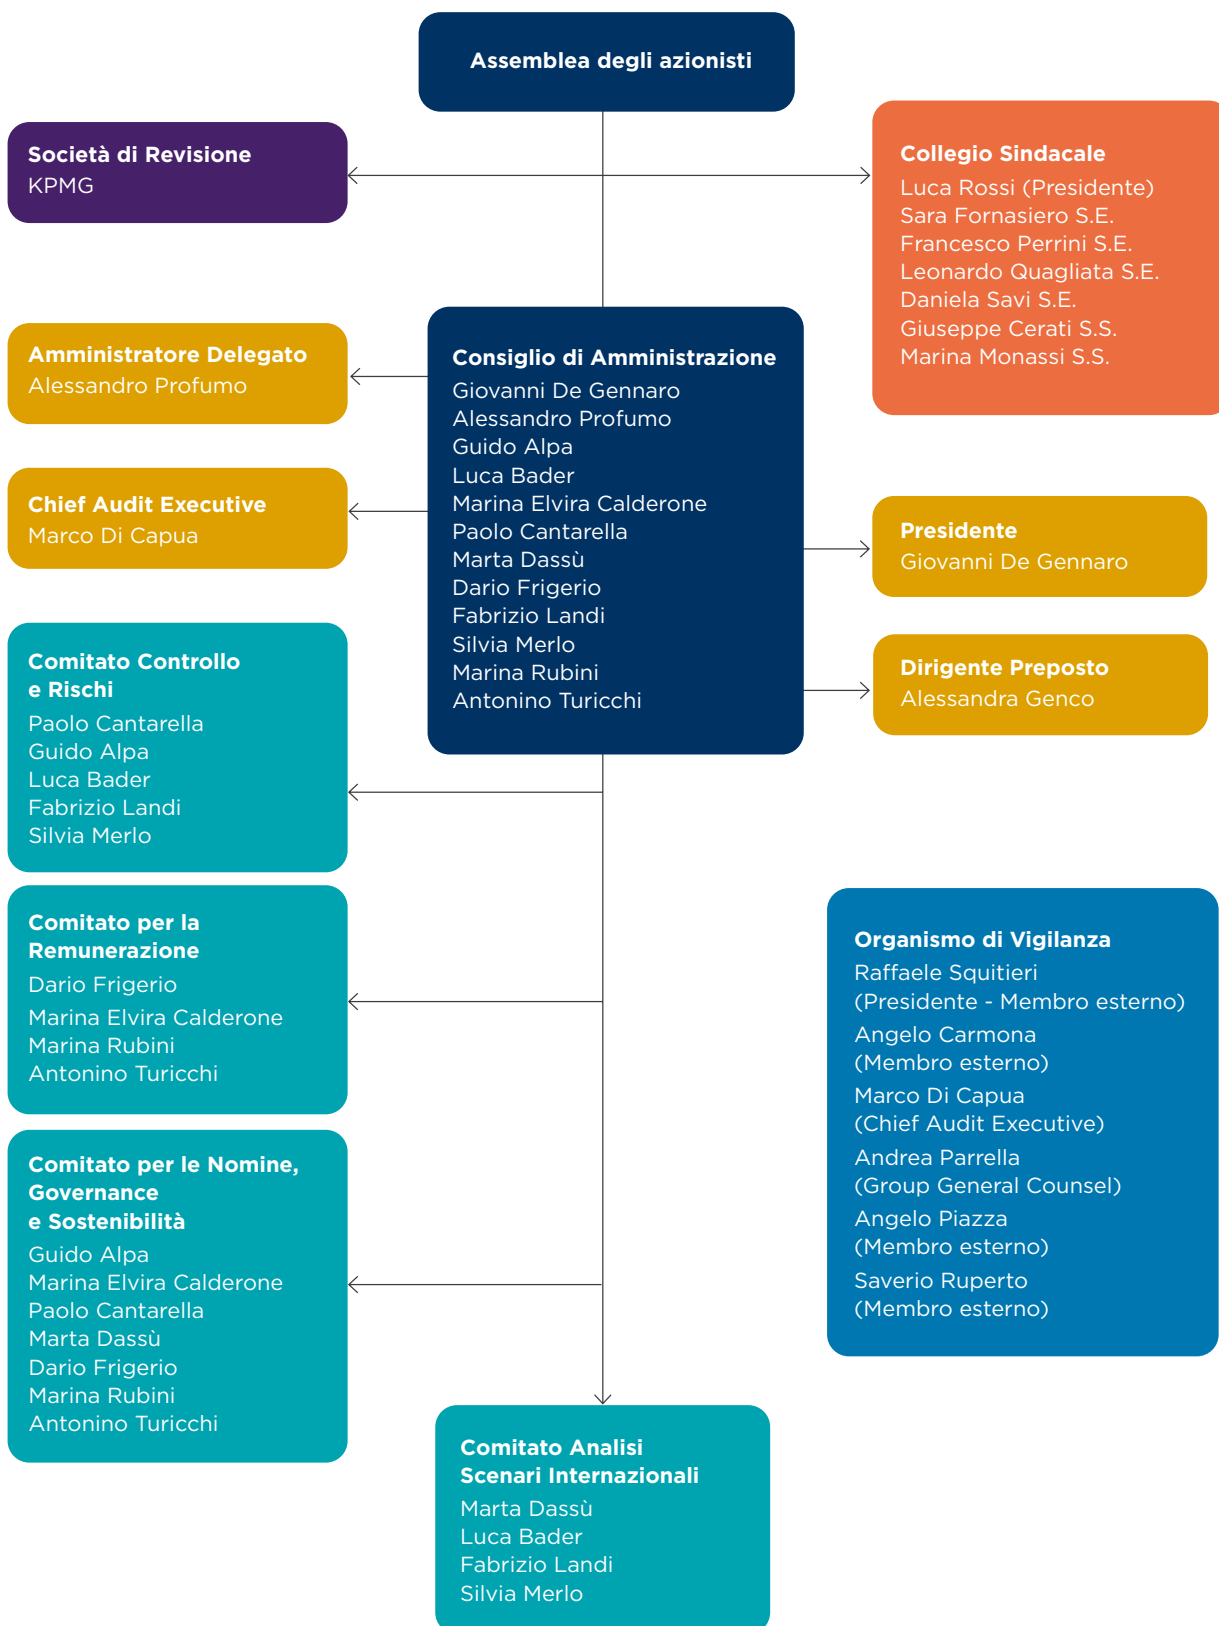 Assemblea degli azionisti
Società di Revisione
KPMG
Collegio Sindacale
Luca Rossi (Presidente)
Sara Fornasiero S.E.
Francesco Perrini S.E.
Leonardo Quagliata S.E.
Daniela Savi S.E.
Giuseppe Cerati S.S.
Marina Monassi S.S.
Amministratore Delegato
Alessandro Profumo
Consiglio di Amministrazione
Giovanni De Gennaro
Alessandro Profumo
Guido Alpa
Luca Bader
Marina Elvira Calderone
Paolo Cantarella
Marta Dassù
Dario Frigerio
Fabrizio Landi
Silvia Merlo
Marina Rubini
Antonino Turicchi
Chief Audit Executive
Marco Di Capua
Presidente
Giovanni De Gennaro
Dirigente Preposto
Alessandra Genco
Comitato Controllo
e Rischi
Paolo Cantarella
Guido Alpa
Luca Bader
Fabrizio Landi
Silvia Merlo
Comitato per la
Remunerazione
Dario Frigerio
Marina Elvira Calderone
Marina Rubini
Antonino Turicchi
Organismo di Vigilanza
Raffaele Squitieri
(Presidente - Membro esterno)
Angelo Carmona
(Membro esterno)
Marco Di Capua
(Chief Audit Executive)
Andrea Parrella
(Group General Counsel)
Angelo Piazza
(Membro esterno)
Saverio Ruperto
(Membro esterno)
Comitato per le Nomine,
Governance
e Sostenibilità
Guido Alpa
Marina Elvira Calderone
Paolo Cantarella
Marta Dassù
Dario Frigerio
Marina Rubini
Antonino Turicchi
Comitato Analisi
Scenari Internazionali
Marta Dassù
Luca Bader
Fabrizio Landi
Silvia Merlo